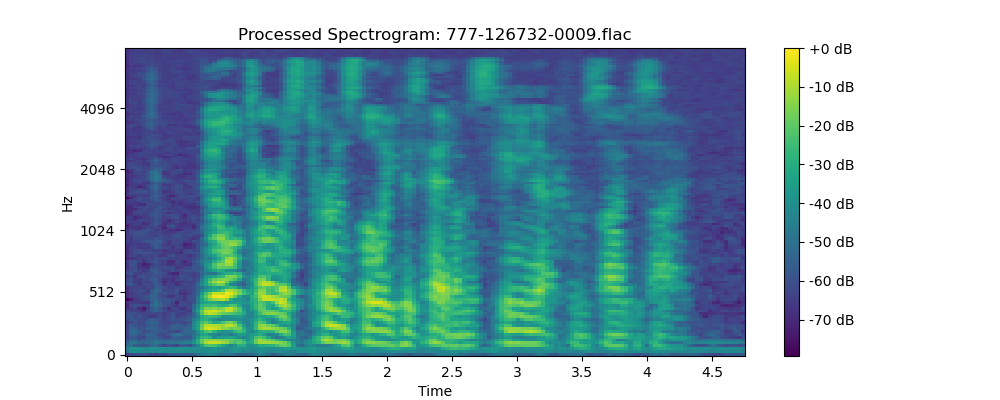 Processed Spectrogram: 777-126732-0009.flac
Hz
4096
2048
1024
512
0
0 0.5 1 1.5 2 2.5 3 3.5 4 4.5
Time
+0 dB
-10 dB
-20 dB
-30 dB
-40 dB
-50 dB
-60 dB
-70 dB